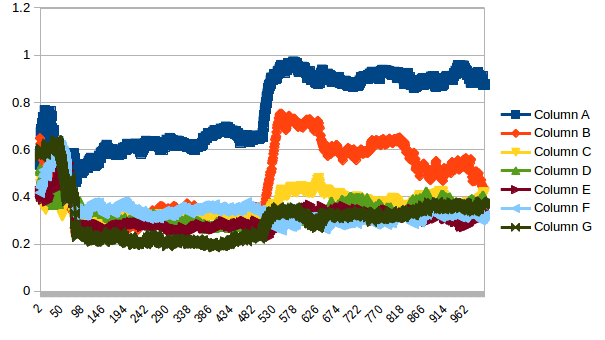 1.2
1
0.8
0.6
0.4
0.2
0
2 50 98 146 194 242 290 338 386 434 482 530 578 626 674 722 770 818 866 914 962
Column A
Column B
Column C
Column D
Column E
Column F
Column G